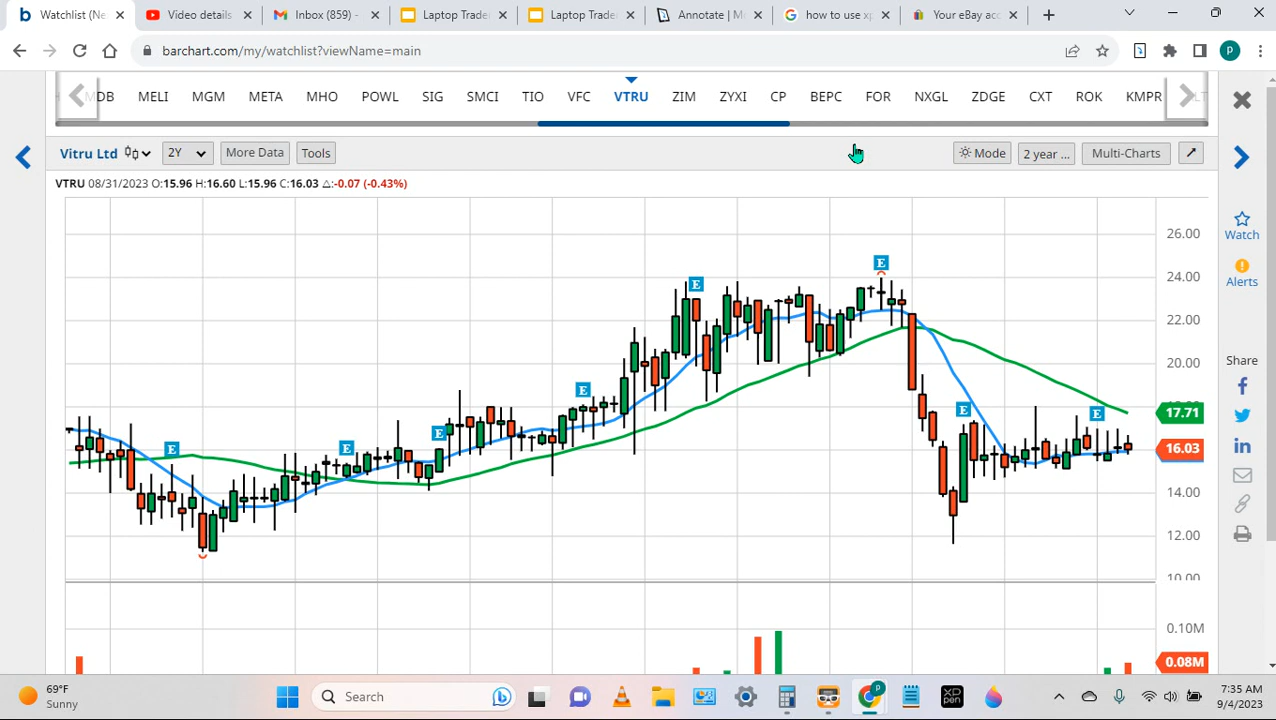 Watchlist (Ne
Video details
Inbox (859) -
Laptop Trade
Laptop Trade
Annotate | M
how to use xp
Your eBay acc
barchart.com/my/watchlist?viewName=main
P
MDB MELI MGM META MHO POWL SIG SMCI TIO VFC VTRU ZIM ZYXI CP BEPC FOR NXGL ZDGE CXT ROK KMPR
Vitru Ltd 2Y More Data Tools Mode 2 year ... Multi-Charts
VTRU 08/31/2023 O:15.96 H:16.60 L:15.96 C:16.03 △:-0.07 (-0.43%)
Watch
Alerts
Share
26.00
24.00
22.00
20.00
17.71
16.03
14.00
12.00
10.00
0.10M
0.08M
E
E
E
E
E
E
E
E
69°F
Sunny
Search
P
XP
PEN
7:35 AM
9/4/2023